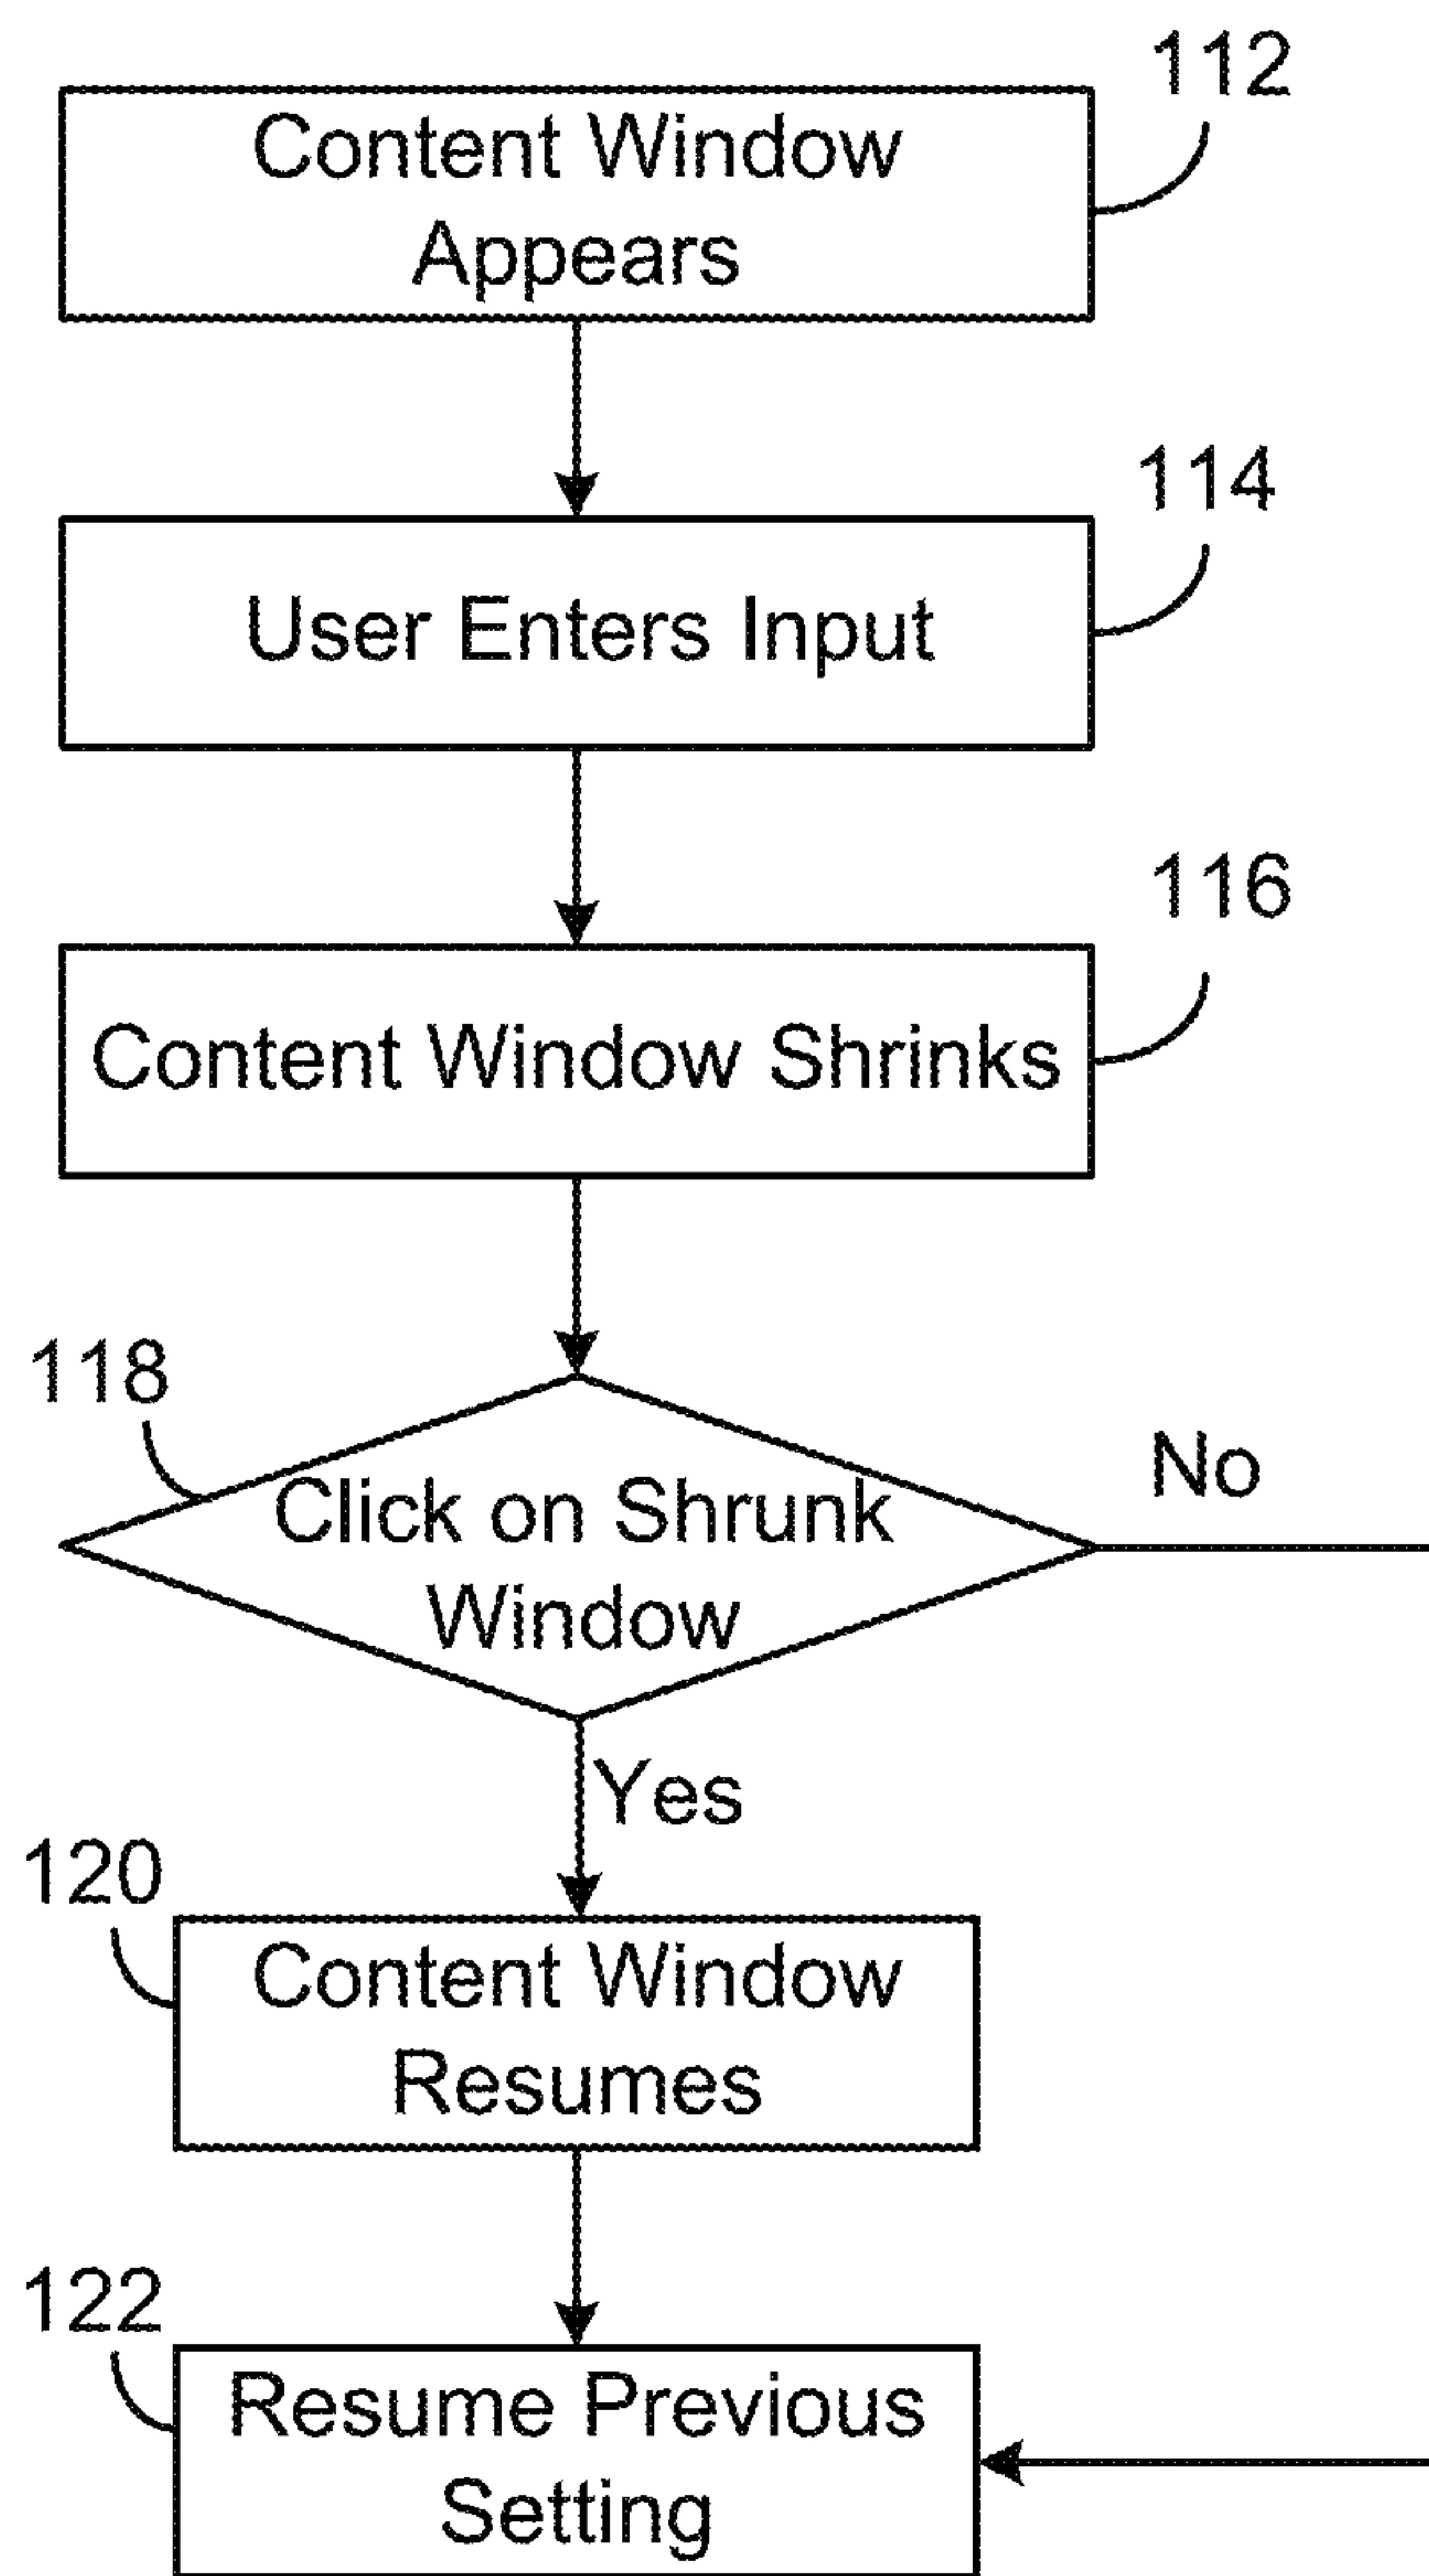 112
Content Window
Appears
114
User Enters Input
116
Content Window Shrinks
118
Click on Shrunk
Window
No
Yes
120
Content Window
Resumes
122
Resume Previous
Setting